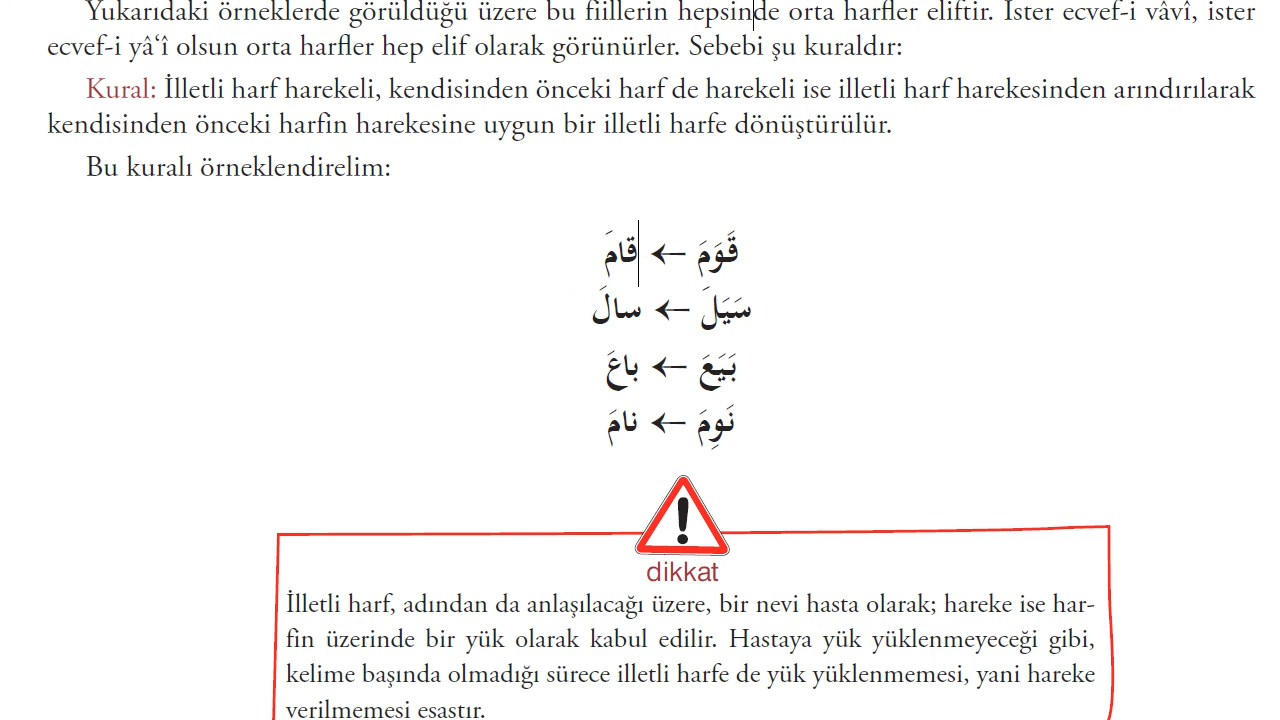 Yukarıdaki örneklerde görüldüğü üzere bu fiillerin hepsinde orta harfler eliftir. İster ecvef-i vâvî, ister
ecvef-i yâ‘î olsun orta harfler hep elif olarak görünürler. Sebebi şu kuraldır:
Kural: İlletli harf harekeli, kendisinden önceki harf de harekeli ise illetli harf harekesinden arındırılarak
kendisinden önceki harfin harekesine uygun bir illetli harfe dönüştürülür.
Bu kuralı örneklendirelim:
قَوَمَ ← قامَ
سَيَلَ ← سالَ
بَيَعَ ← باعَ
نَوِمَ ← نامَ
dikkat
İlletli harf, adından da anlaşılacağı üzere, bir nevi hasta olarak; hareke ise har-
fin üzerinde bir yük olarak kabul edilir. Hastaya yük yüklenmeyeceği gibi,
kelime başında olmadığı sürece illetli harfe de yük yüklenmemesi, yani hareke
verilmemesi esastır.